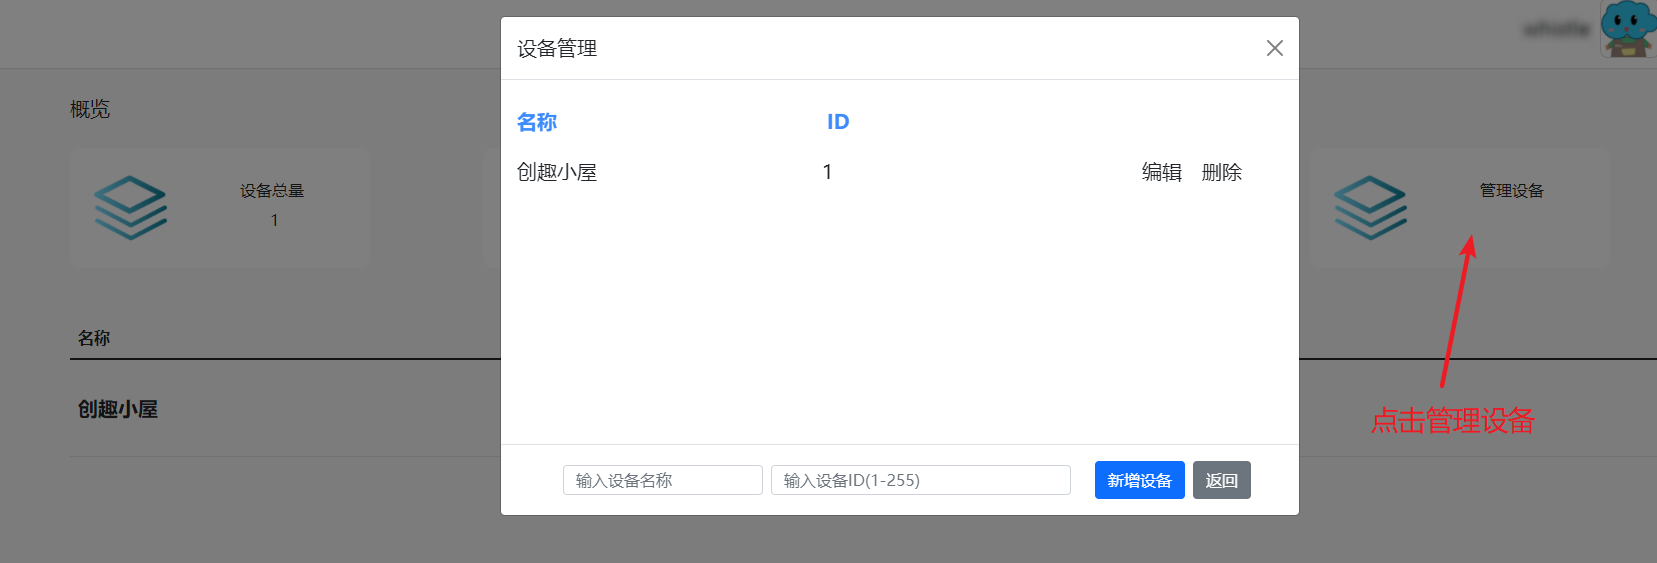 设备管理
概览
名称
ID
创趣小屋
1
编辑
删除
设备总量
1
管理设备
名称
创趣小屋
点击管理设备
输入设备名称
输入设备ID(1-255)
新增设备
返回